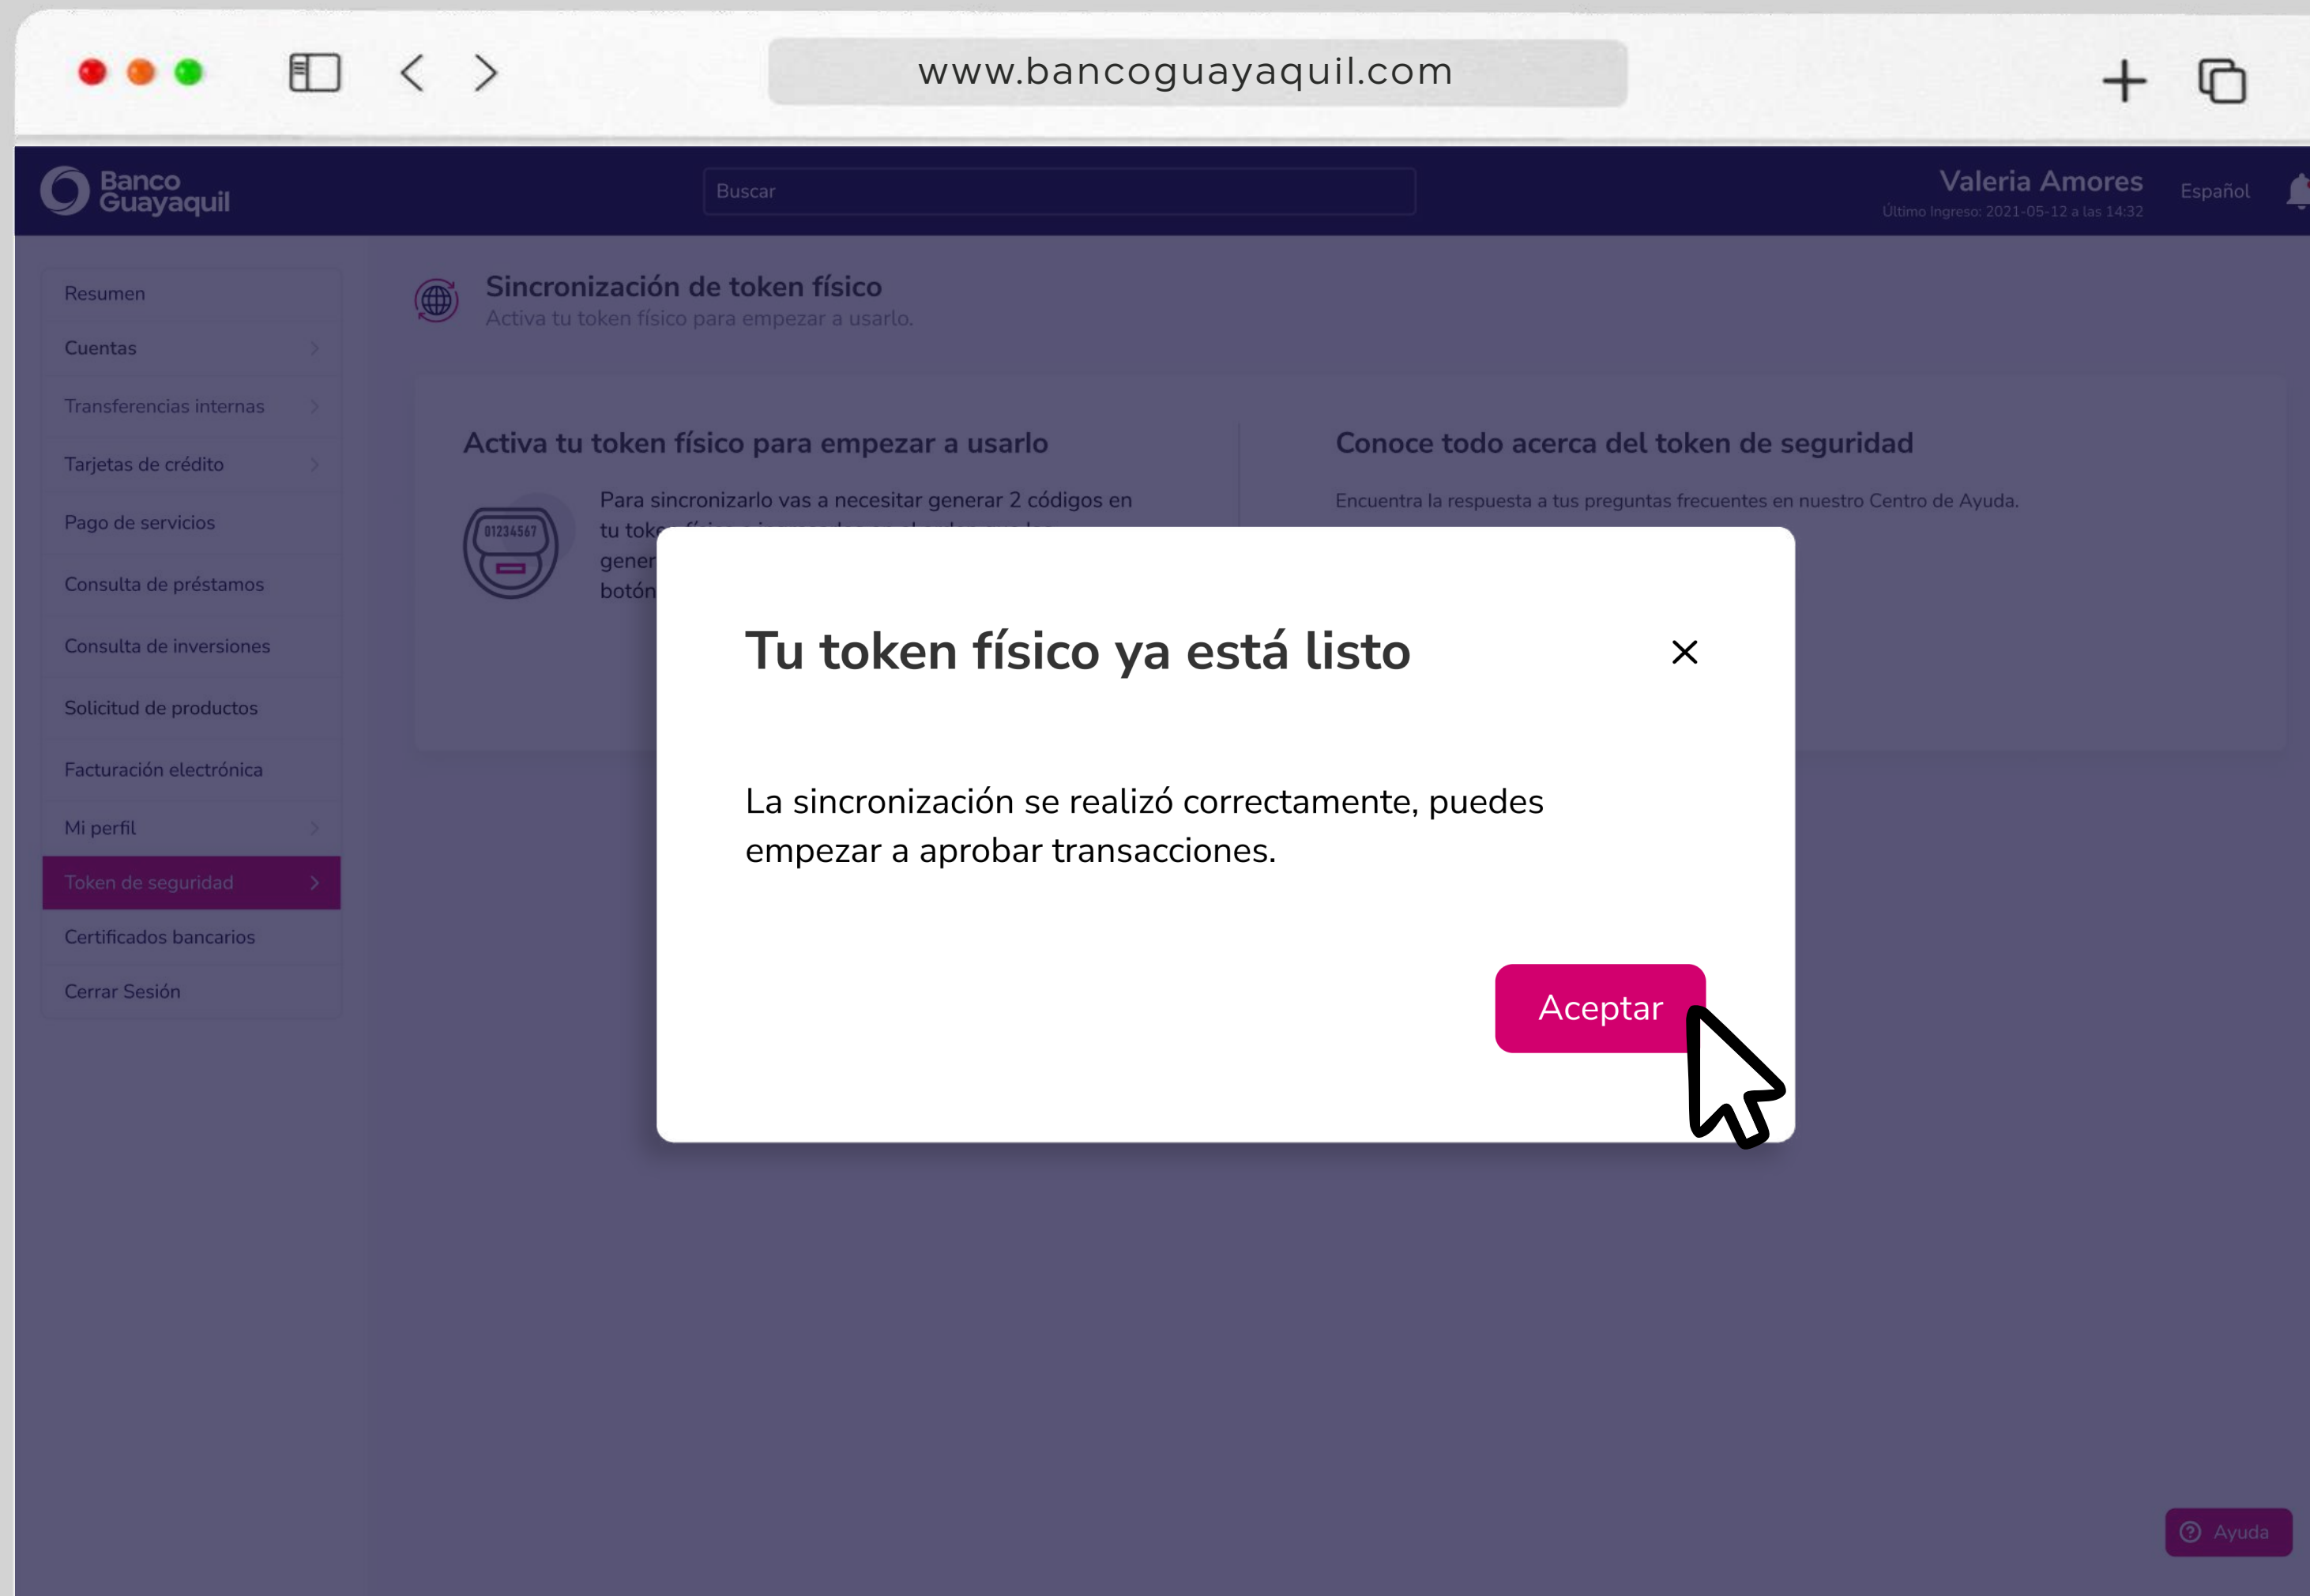 www.bancoguayaquil.com
Banco
Guayaquil
Buscar
Valeria Amores
Último Ingreso: 2021-05-12 a las 14:32
Español
Resumen
Cuentas
Transferencias internas
Tarjetas de crédito
Pago de servicios
Consulta de préstamos
Consulta de inversiones
Solicitud de productos
Facturación electrónica
Mi perfil
Token de seguridad
Certificados bancarios
Cerrar Sesión
Sincronización de token físico
Activa tu token físico para empezar a usarlo.
Activa tu token físico para empezar a usarlo
01234567
Para sincronizarlo vas a necesitar generar 2 códigos en
tu
botón
Conoce todo acerca del token de seguridad
Encuentra la respuesta a tus preguntas frecuentes en nuestro Centro de Ayuda.
Tu token físico ya está listo
La sincronización se realizó correctamente, puedes
empezar a aprobar transacciones.
Aceptar
Ayuda